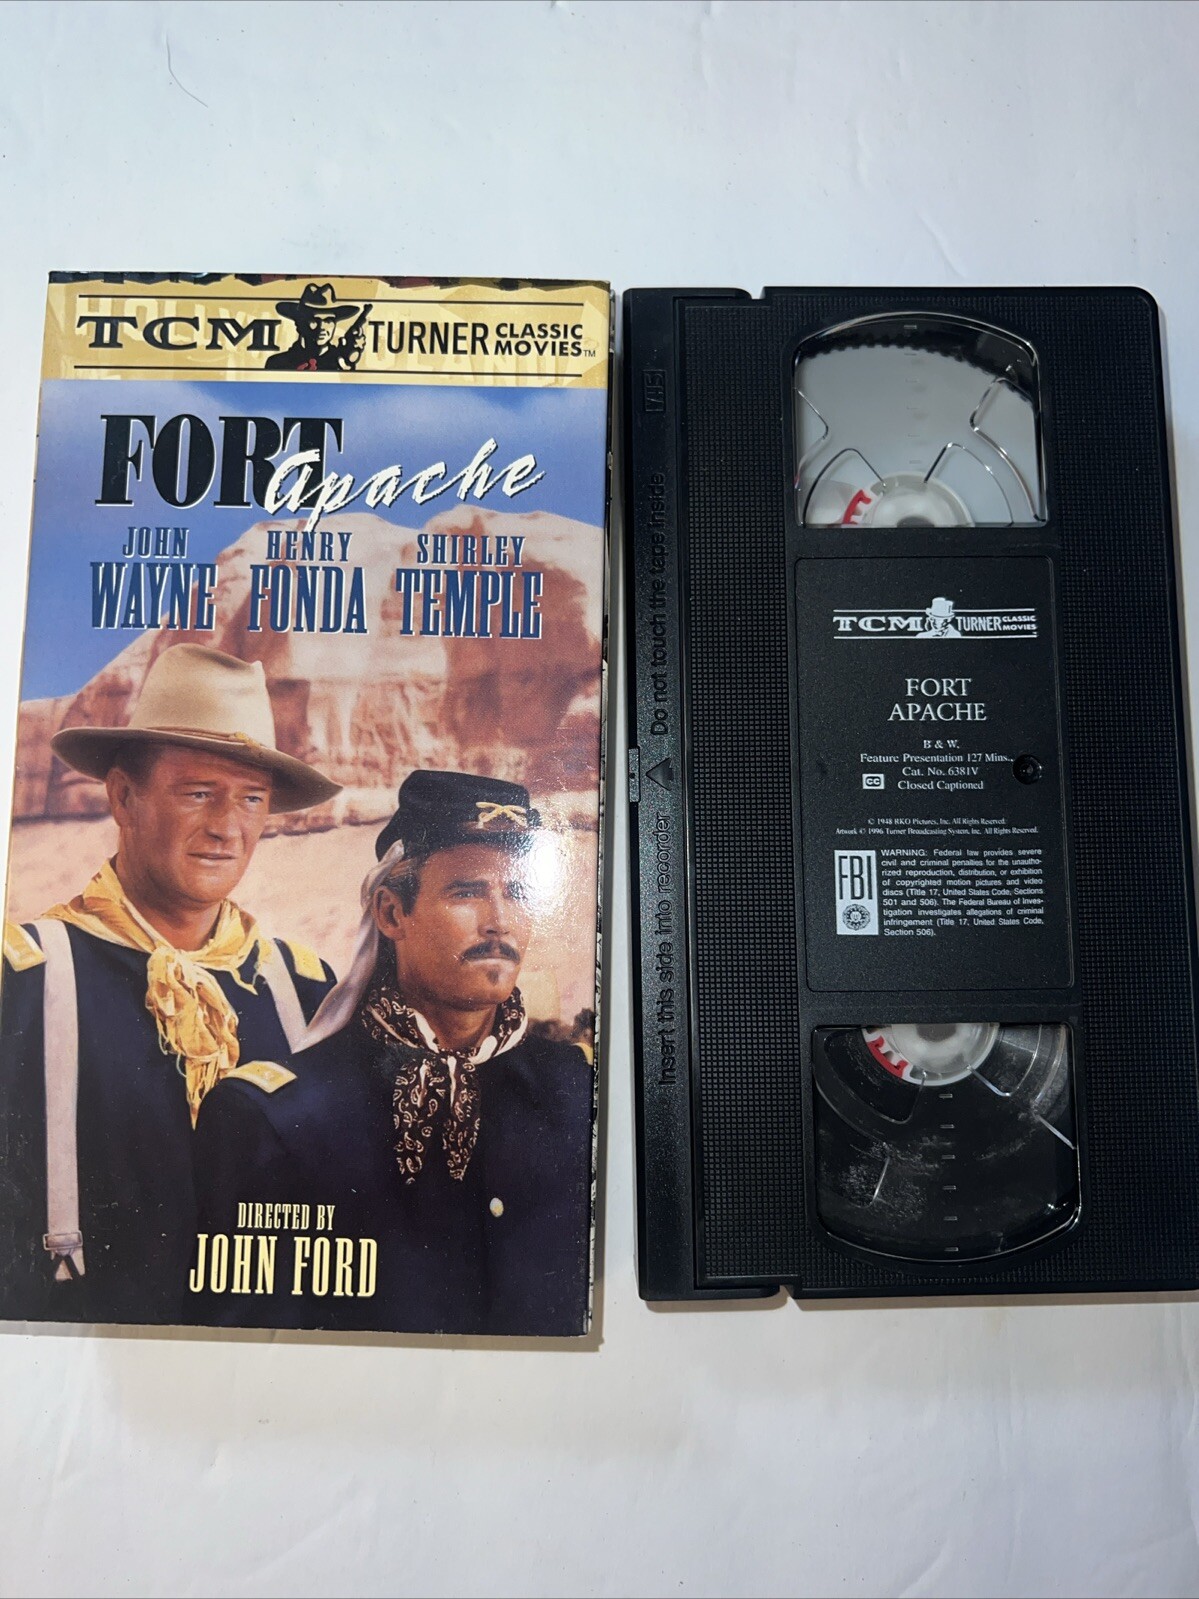 TCM TURNER CLASSIC MOVIES™
FORT
Apache
JOHN WAYNE
HENRY FONDA
SHIRLEY TEMPLE
DIRECTED BY
JOHN FORD
VHS
Insert this side into recorder
Do not touch the tape inside
TCM TURNER CLASSIC MOVIES
FORT
APACHE
B & W.
Feature Presentation 127 Mins.
Cat. No. 6381V
CC Closed Captioned
© 1948 RKO Pictures, Inc. All Rights Reserved.
Artwork © 1996 Turner Broadcasting System, Inc. All Rights Reserved.
FBI
WARNING: Federal law provides severe
civil and criminal penalties for the unautho-
rized reproduction, distribution, or exhibition
of copyrighted motion pictures and video
discs (Title 17, United States Code, Sections
501 and 506). The Federal Bureau of Inves-
tigation investigates allegations of criminal
infringement (Title 17, United States Code,
Section 506).